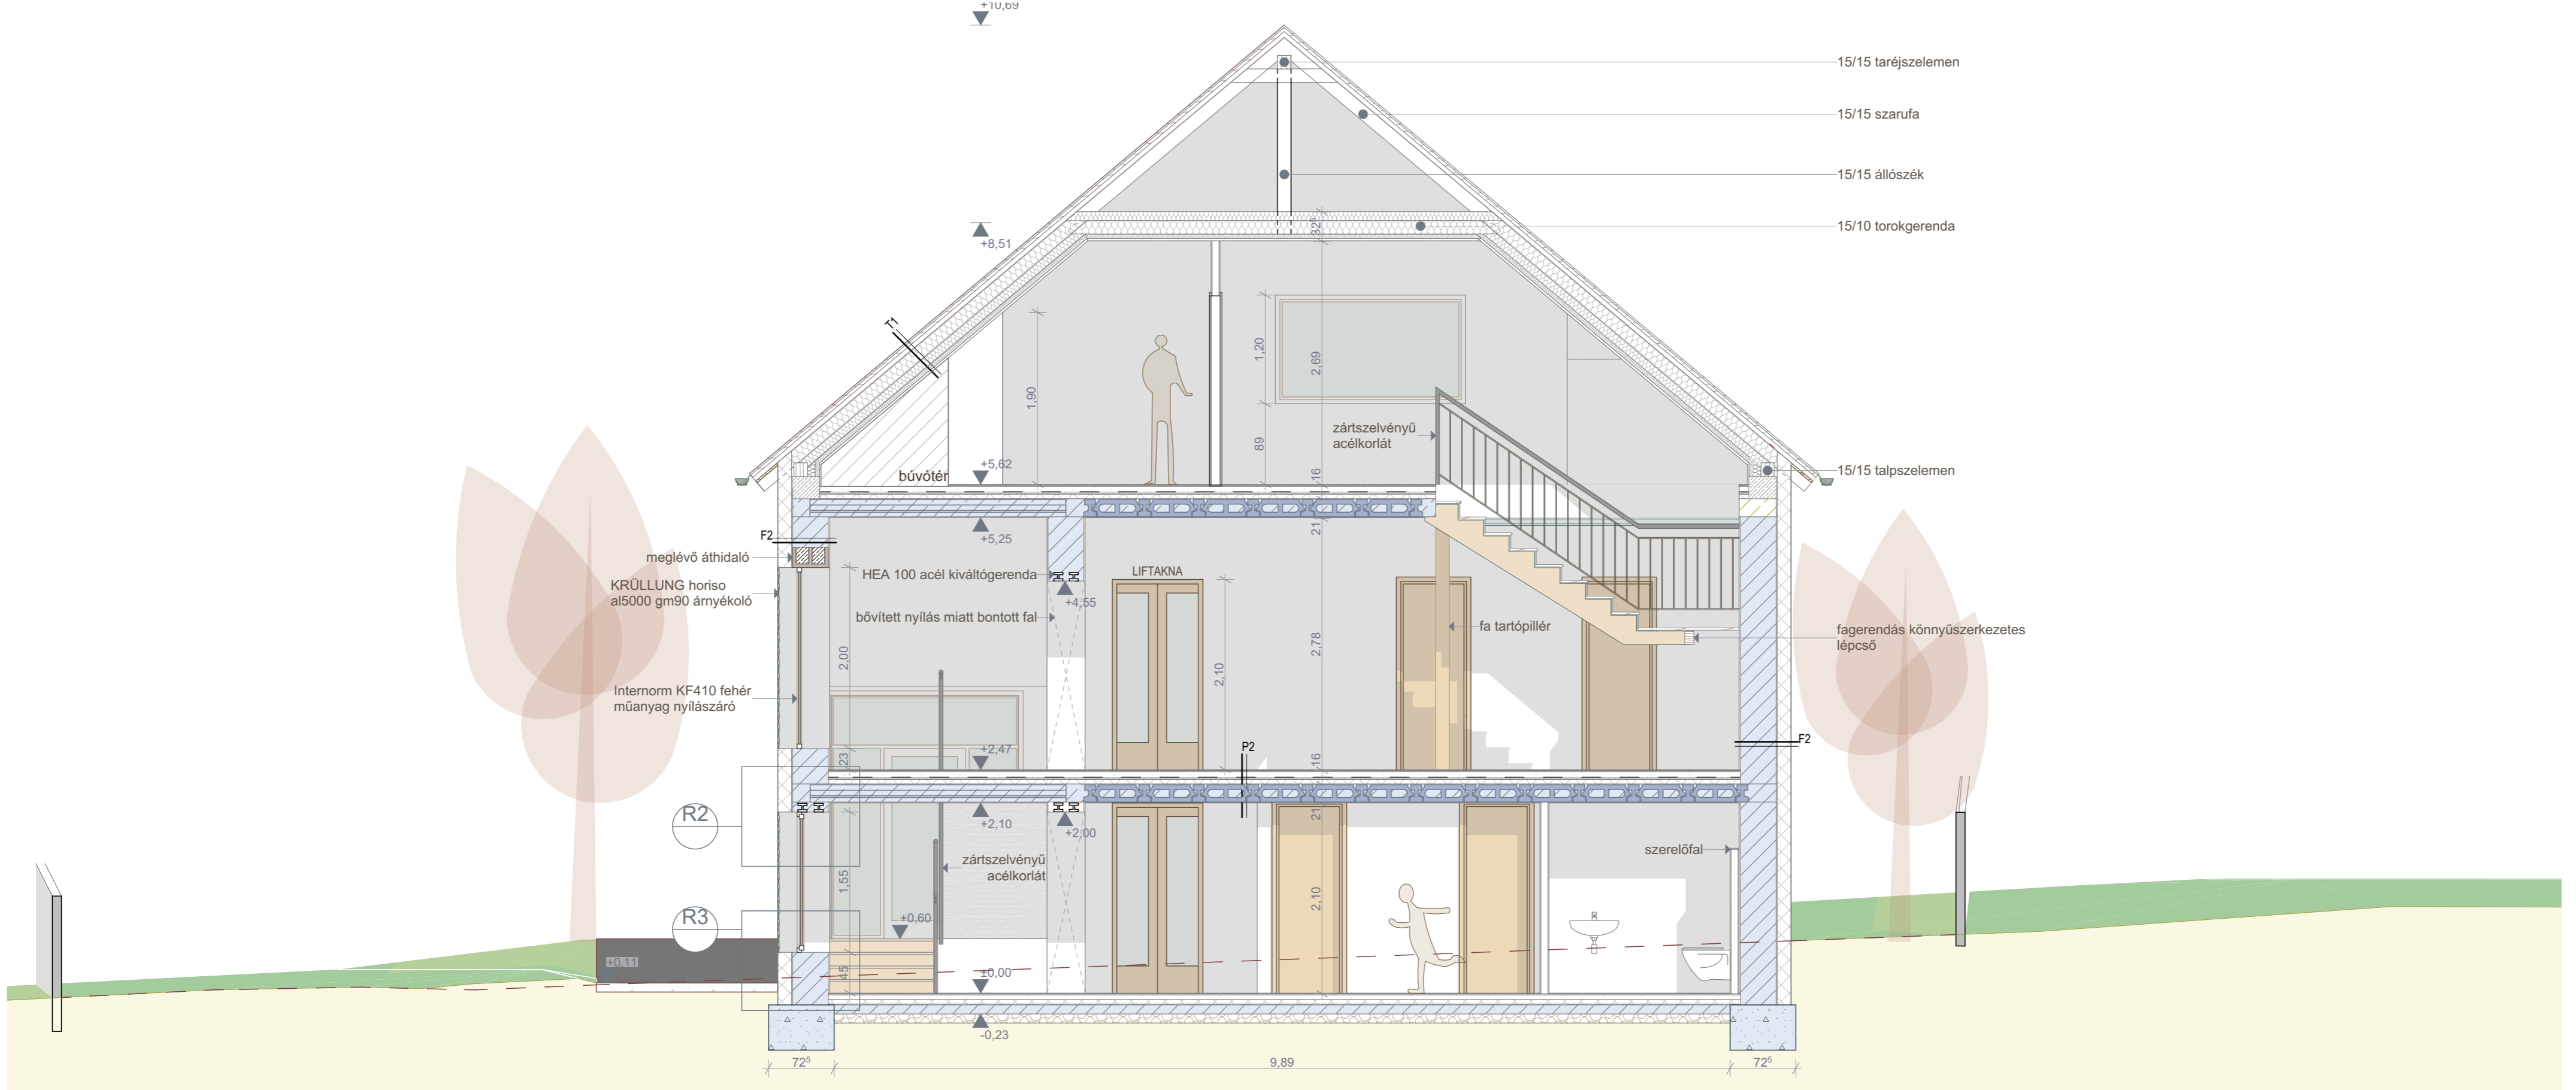 +10,69
15/15 taréjszelemen
15/15 szarufa
15/15 állószék
15/10 torokgerenda
32⁵
+8,51
T1
1,90
1,20
2,69
89
zártszelvényű
acélkorlát
+5,62
búvótér
16
15/15 talpszelemen
F2
+5,25
21
meglévő áthidaló
KRÜLLUNG horiso
al5000 gm90 árnyékoló
HEA 100 acél kiváltógerenda
LIFTAKNA
+4,55
bővített nyílás miatt bontott fal
fa tartópillér
fagerendás könnyűszerkezetes
lépcső
2,00
2,10
2,78
Internorm KF410 fehér
műanyag nyílászáró
23
+2,47
P2
16
F2
R2
+2,10
+2,00
21
zártszelvényű
acélkorlát
szerelőfal
1,55
2,10
R3
+0,60
+0,11
45
±0,00
-0,23
72⁵
9,89
72⁵